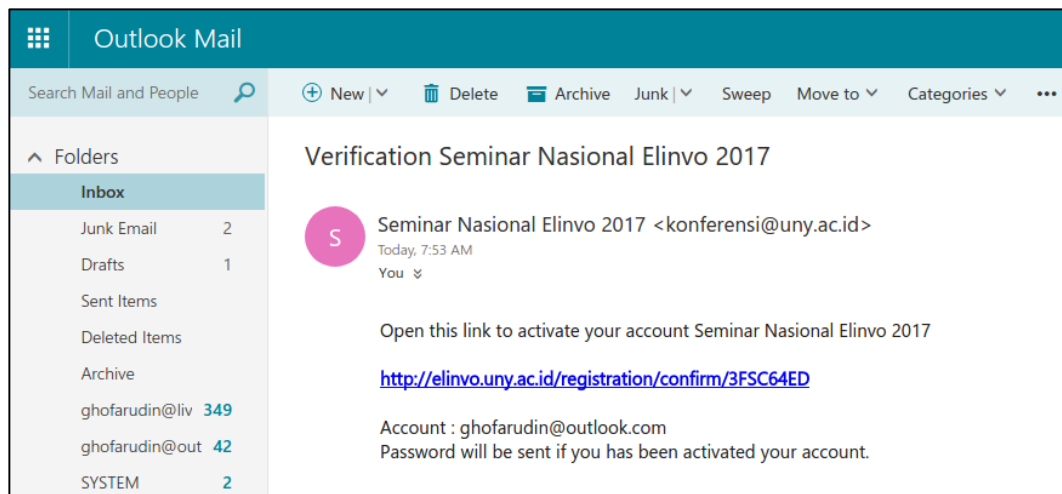 Outlook Mail
Search Mail and People
New
Delete
Archive
Junk
Sweep
Move to
Categories
Folders
Inbox
Junk Email 2
Drafts 1
Sent Items
Deleted Items
Archive
ghofarudin@liv 349
ghofarudin@out 42
SYSTEM 2
Verification Seminar Nasional Elinvo 2017
S
Seminar Nasional Elinvo 2017 <konferensi@uny.ac.id>
Today, 7:53 AM
You
Open this link to activate your account Seminar Nasional Elinvo 2017
http://elinvo.uny.ac.id/registration/confirm/3FSC64ED
Account : ghofarudin@outlook.com
Password will be sent if you has been activated your account.